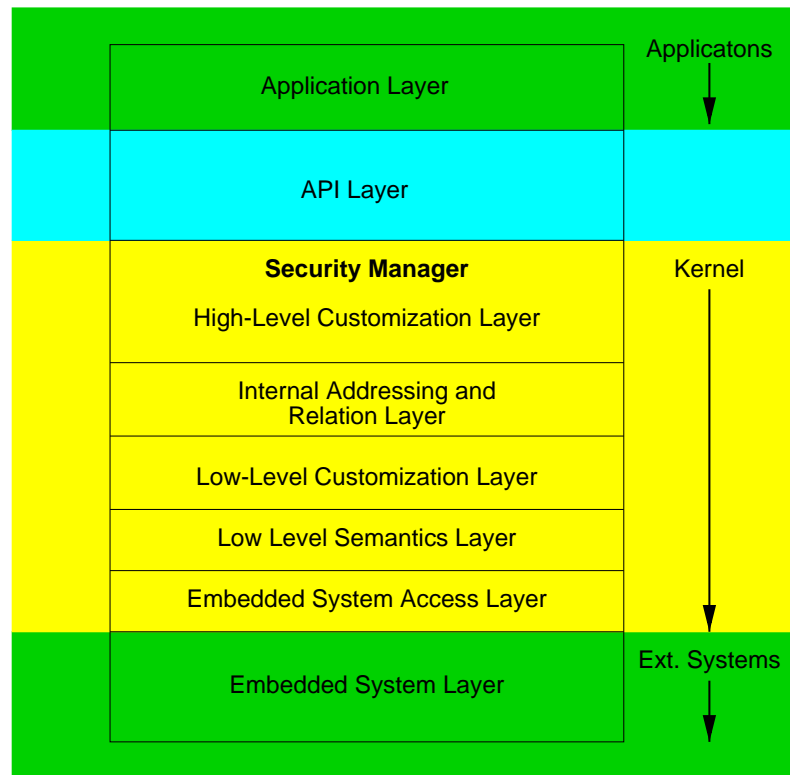 Applicatons
Application Layer
API Layer
Security Manager
Kernel
High-Level Customization Layer
Internal Addressing and
Relation Layer
Low-Level Customization Layer
Low Level Semantics Layer
Embedded System Access Layer
Ext. Systems
Embedded System Layer